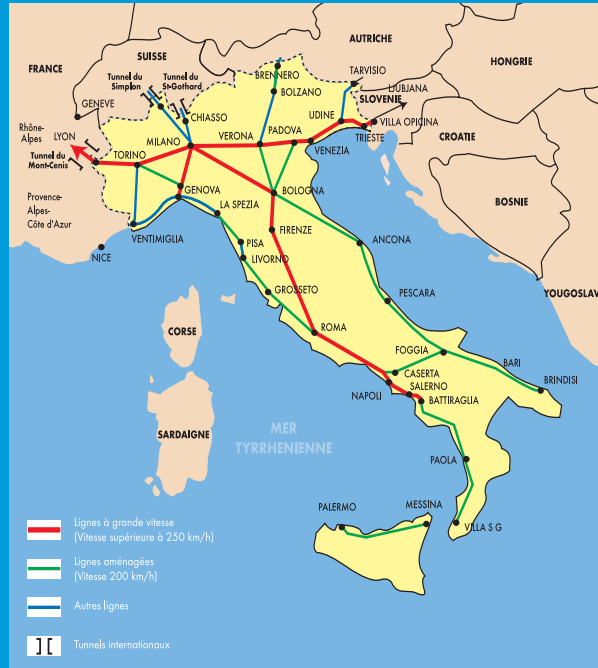 AUTRICHE
SUISSE
HONGRIE
FRANCE
Tunnel du
Simplon
Tunnel du
St-Gothard
BRENNERO
TARVISIO
BOLZANO
LJUBJANA
SLOVENIE
GENEVE
CHIASSO
UDINE
VILLA OPICINA
Rhône-
Alpes
LYON
MILANO
VERONA
PADOVA
TRIESTE
CROATIE
VENEZIA
Tunnel du
Mont-Cenis
TORINO
GENOVA
BOLOGNA
BOSNIE
Provence-
Alpes-
Côte d'Azur
LA SPEZIA
VENTIMIGLIA
FIRENZE
PISA
ANCONA
NICE
LIVORNO
GROSSETO
PESCARA
YOUGOSLAV
CORSE
ROMA
FOGGIA
BARI
CASERTA
SALERNO
BRINDISI
NAPOLI
BATTIRAGLIA
SARDAIGNE
MER
TYRRHENIENNE
PAOLA
PALERMO
MESSINA
VILLA S G
Lignes à grande vitesse
(Vitesse supérieure à 250 km/h)
Lignes aménagées
(Vitesse 200 km/h)
Autres lignes
Tunnels internationaux